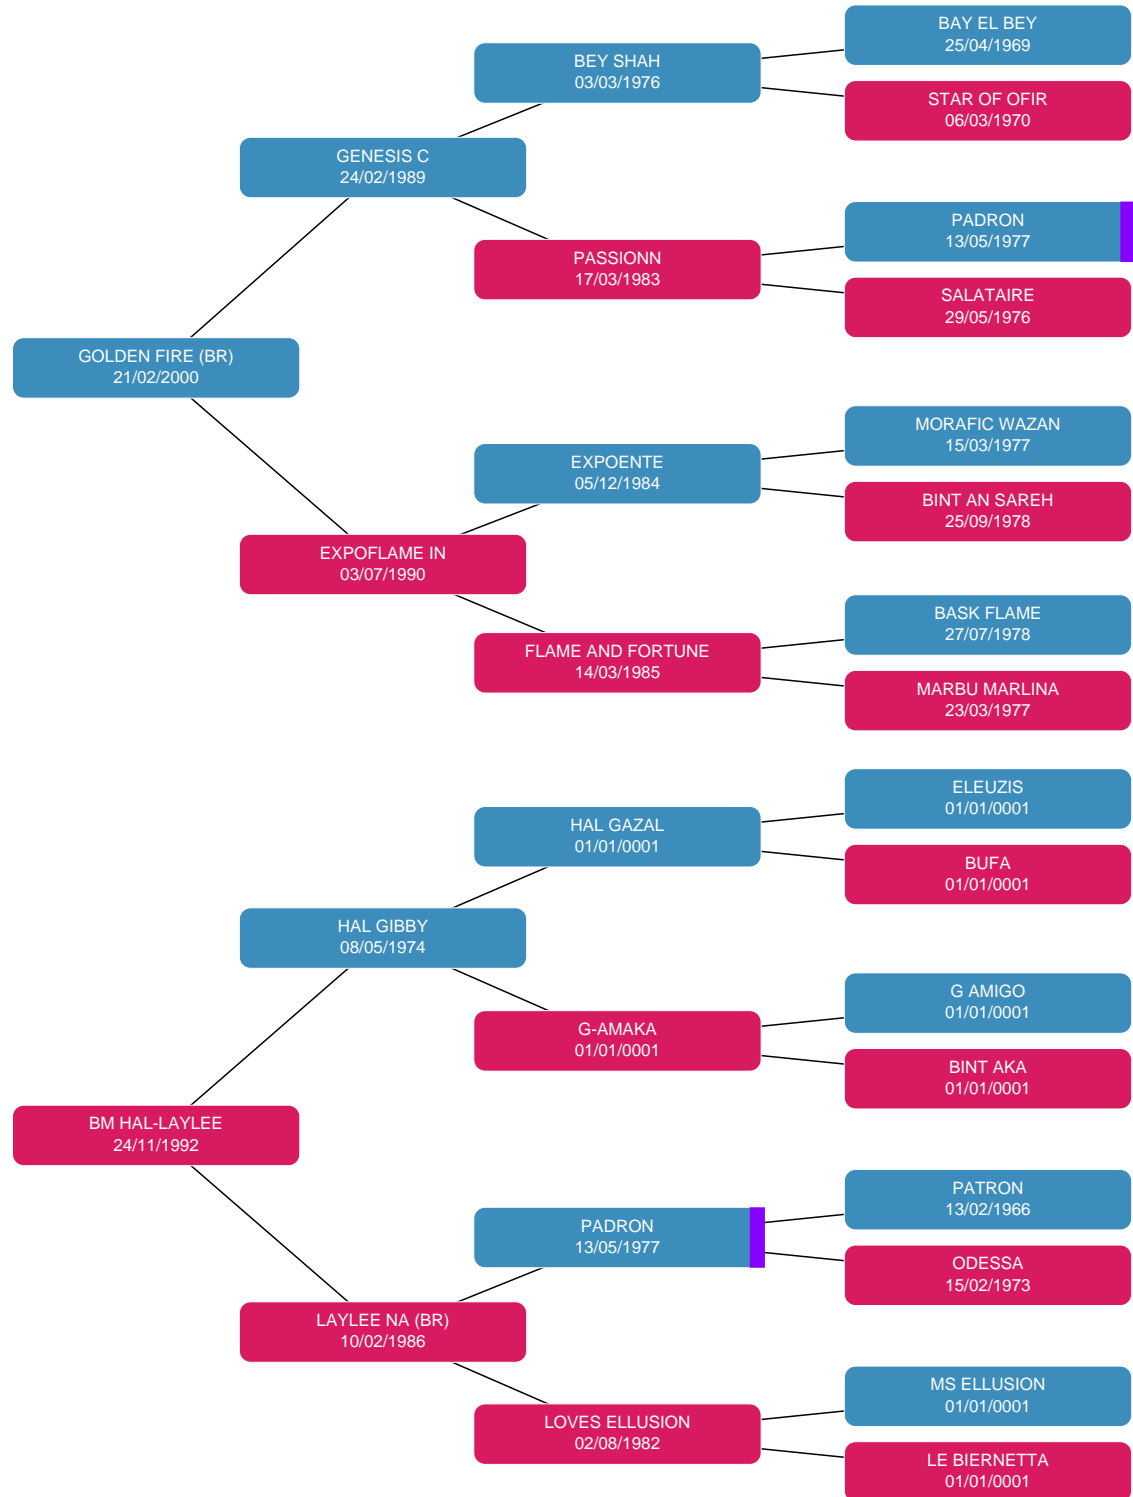 BAY EL BEY
25/04/1969
BEY SHAH
03/03/1976
STAR OF OFIR
06/03/1970
GENESIS C
24/02/1989
PADRON
13/05/1977
PASSIONN
17/03/1983
SALATAIRE
29/05/1976
GOLDEN FIRE (BR)
21/02/2000
MORAFIC WAZAN
15/03/1977
EXPOENTE
05/12/1984
BINT AN SAREH
25/09/1978
EXPOFLAME IN
03/07/1990
BASK FLAME
27/07/1978
FLAME AND FORTUNE
14/03/1985
MARBU MARLINA
23/03/1977
ELEUZIS
01/01/0001
HAL GAZAL
01/01/0001
BUFA
01/01/0001
HAL GIBBY
08/05/1974
G AMIGO
01/01/0001
G-AMAKA
01/01/0001
BINT AKA
01/01/0001
BM HAL-LAYLEE
24/11/1992
PATRON
13/02/1966
PADRON
13/05/1977
ODESSA
15/02/1973
LAYLEE NA (BR)
10/02/1986
MS ELLUSION
01/01/0001
LOVES ELLUSION
02/08/1982
LE BIERNETTA
01/01/0001